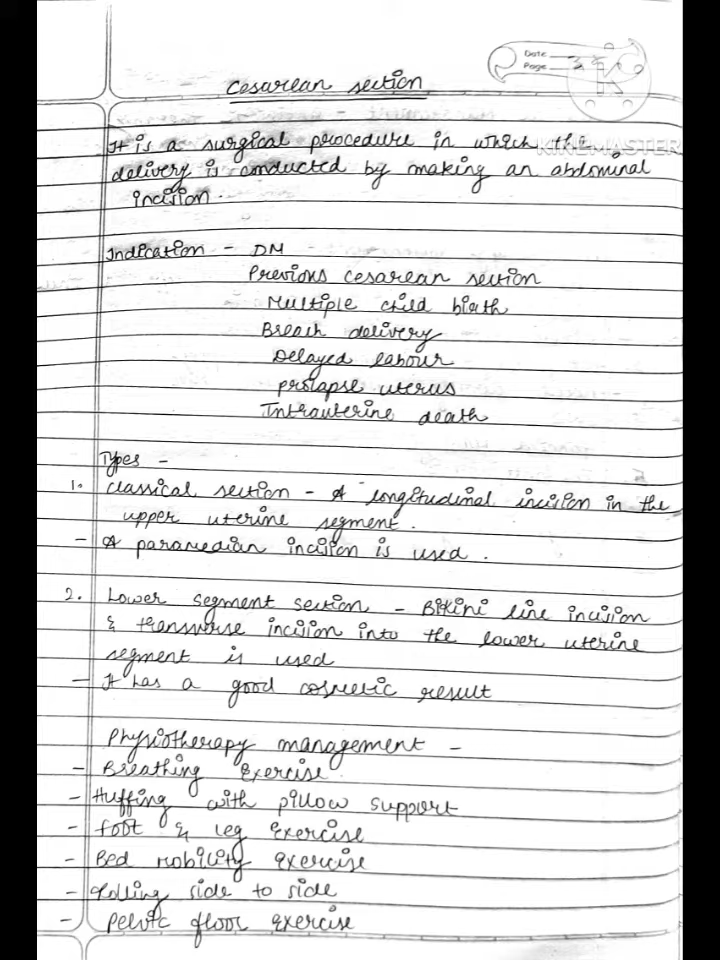 Date
Page
KINEMASTER
Cesarean section
It is a surgical procedure in which the
delivery is conducted by making an abdominal
incision.
Indication - DM
Previous cesarean section
Multiple child birth
Breach delivery
Delayed labour
prolapse uterus
Intrauterine death
Types -
1. Classical section - A longitudinal incision in the
upper uterine segment.
- A paramedian incision is used.
2. Lower segment section - Bikini line incision
& transverse incision into the lower uterine
segment is used
- It has a good cosmetic result
Physiotherapy management -
- Breathing Exercise.
- Huffing with pillow support
- foot & leg exercise
- Bed mobility exercise
- rolling side to side
- Pelvic floor exercise